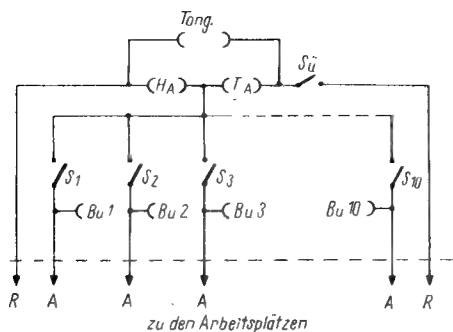 Tong.
H_A T_A Sü
S1 S2 S3 S10
Bu 1 Bu 2 Bu 3 Bu 10
R A A A A R
zu den Arbeitsplätzen